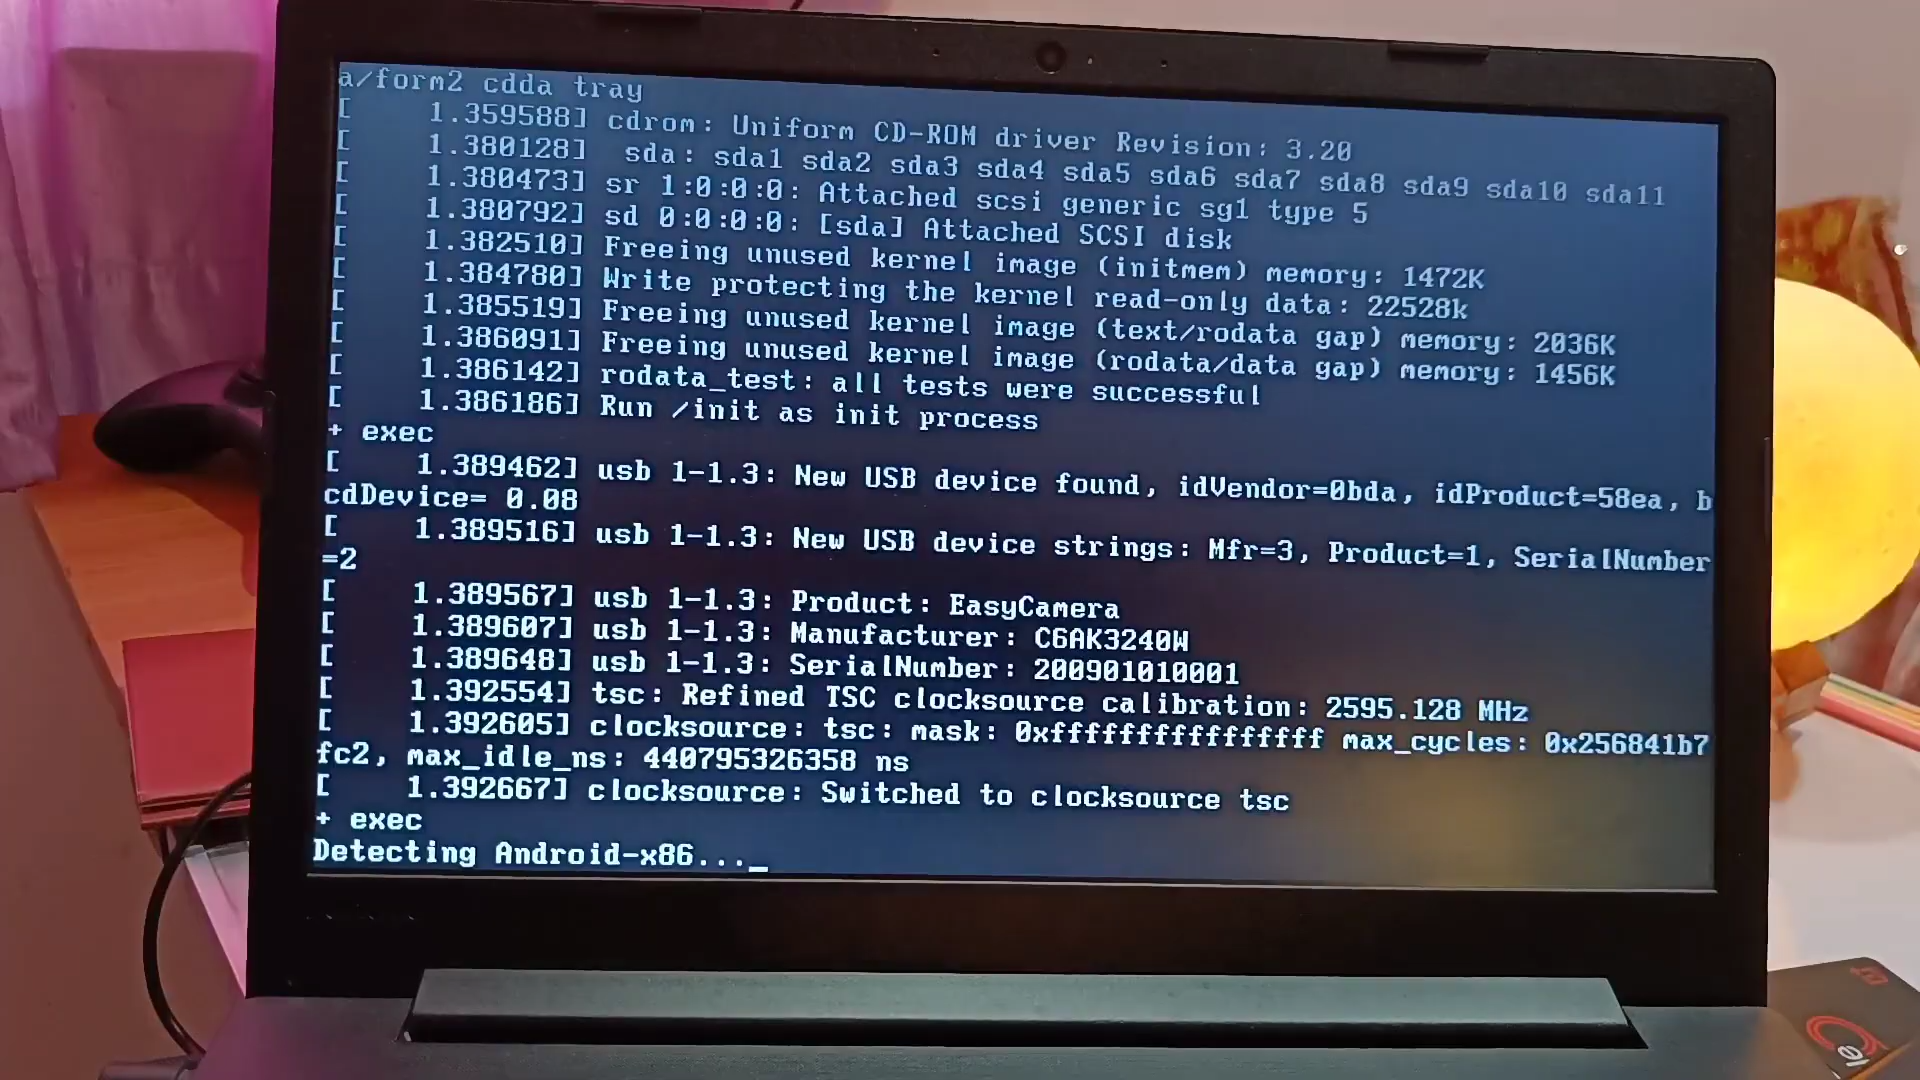 a/form2 cdda tray
[    1.359588] cdrom: Uniform CD-ROM driver Revision: 3.20
[    1.380128]  sda: sda1 sda2 sda3 sda4 sda5 sda6 sda7 sda8 sda9 sda10 sda11
[    1.380473] sr 1:0:0:0: Attached scsi generic sg1 type 5
[    1.380792] sd 0:0:0:0: [sda] Attached SCSI disk
[    1.382510] Freeing unused kernel image (initmem) memory: 1472K
[    1.384780] Write protecting the kernel read-only data: 22528k
[    1.385519] Freeing unused kernel image (text/rodata gap) memory: 2036K
[    1.386091] Freeing unused kernel image (rodata/data gap) memory: 1456K
[    1.386142] rodata_test: all tests were successful
[    1.386186] Run /init as init process
+ exec
[    1.389462] usb 1-1.3: New USB device found, idVendor=0bda, idProduct=58ea, b
cdDevice= 0.08
[    1.389516] usb 1-1.3: New USB device strings: Mfr=3, Product=1, SerialNumber
=2
[    1.389567] usb 1-1.3: Product: EasyCamera
[    1.389607] usb 1-1.3: Manufacturer: C6AK3240W
[    1.389648] usb 1-1.3: SerialNumber: 200901010001
[    1.392554] tsc: Refined TSC clocksource calibration: 2595.128 MHz
[    1.392605] clocksource: tsc: mask: 0xffffffffffffffff max_cycles: 0x256841b7
fc2, max_idle_ns: 440795326358 ns
[    1.392667] clocksource: Switched to clocksource tsc
+ exec
Detecting Android-x86..._